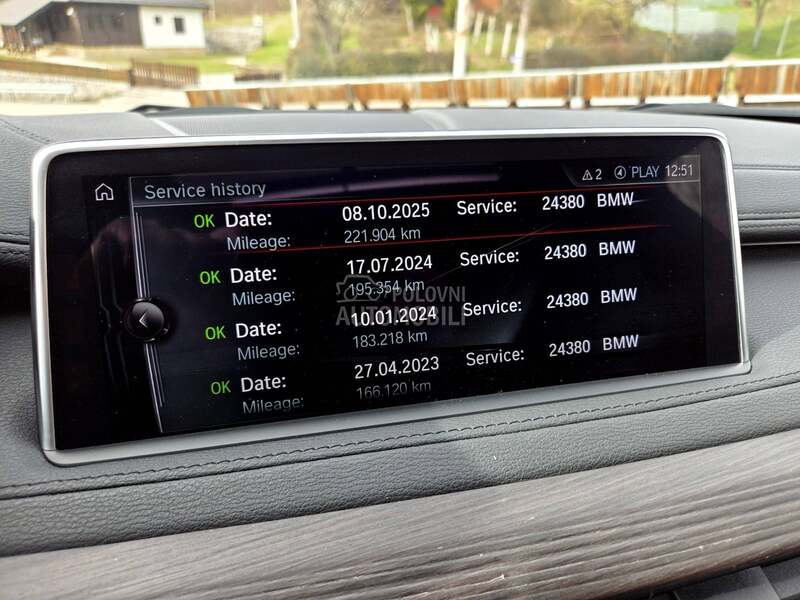 Service history
2 PLAY 12:51
OK Date: 08.10.2025 Service: 24380 BMW
Mileage: 221.904 km
OK Date: 17.07.2024 Service: 24380 BMW
Mileage: 195.354 km
POLOVNI
AUTOMOBILI
OK Date: 10.01.2024 Service: 24380 BMW
Mileage: 183.218 km
OK Date: 27.04.2023 Service: 24380 BMW
Mileage: 166.120 km